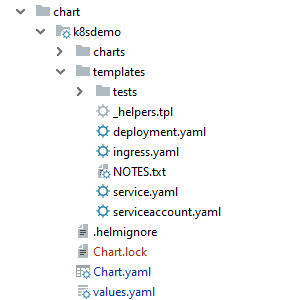 chart
k8sdemo
charts
templates
tests
_helpers.tpl
deployment.yaml
ingress.yaml
NOTES.txt
service.yaml
serviceaccount.yaml
.helmignore
Chart.lock
Chart.yaml
values.yaml